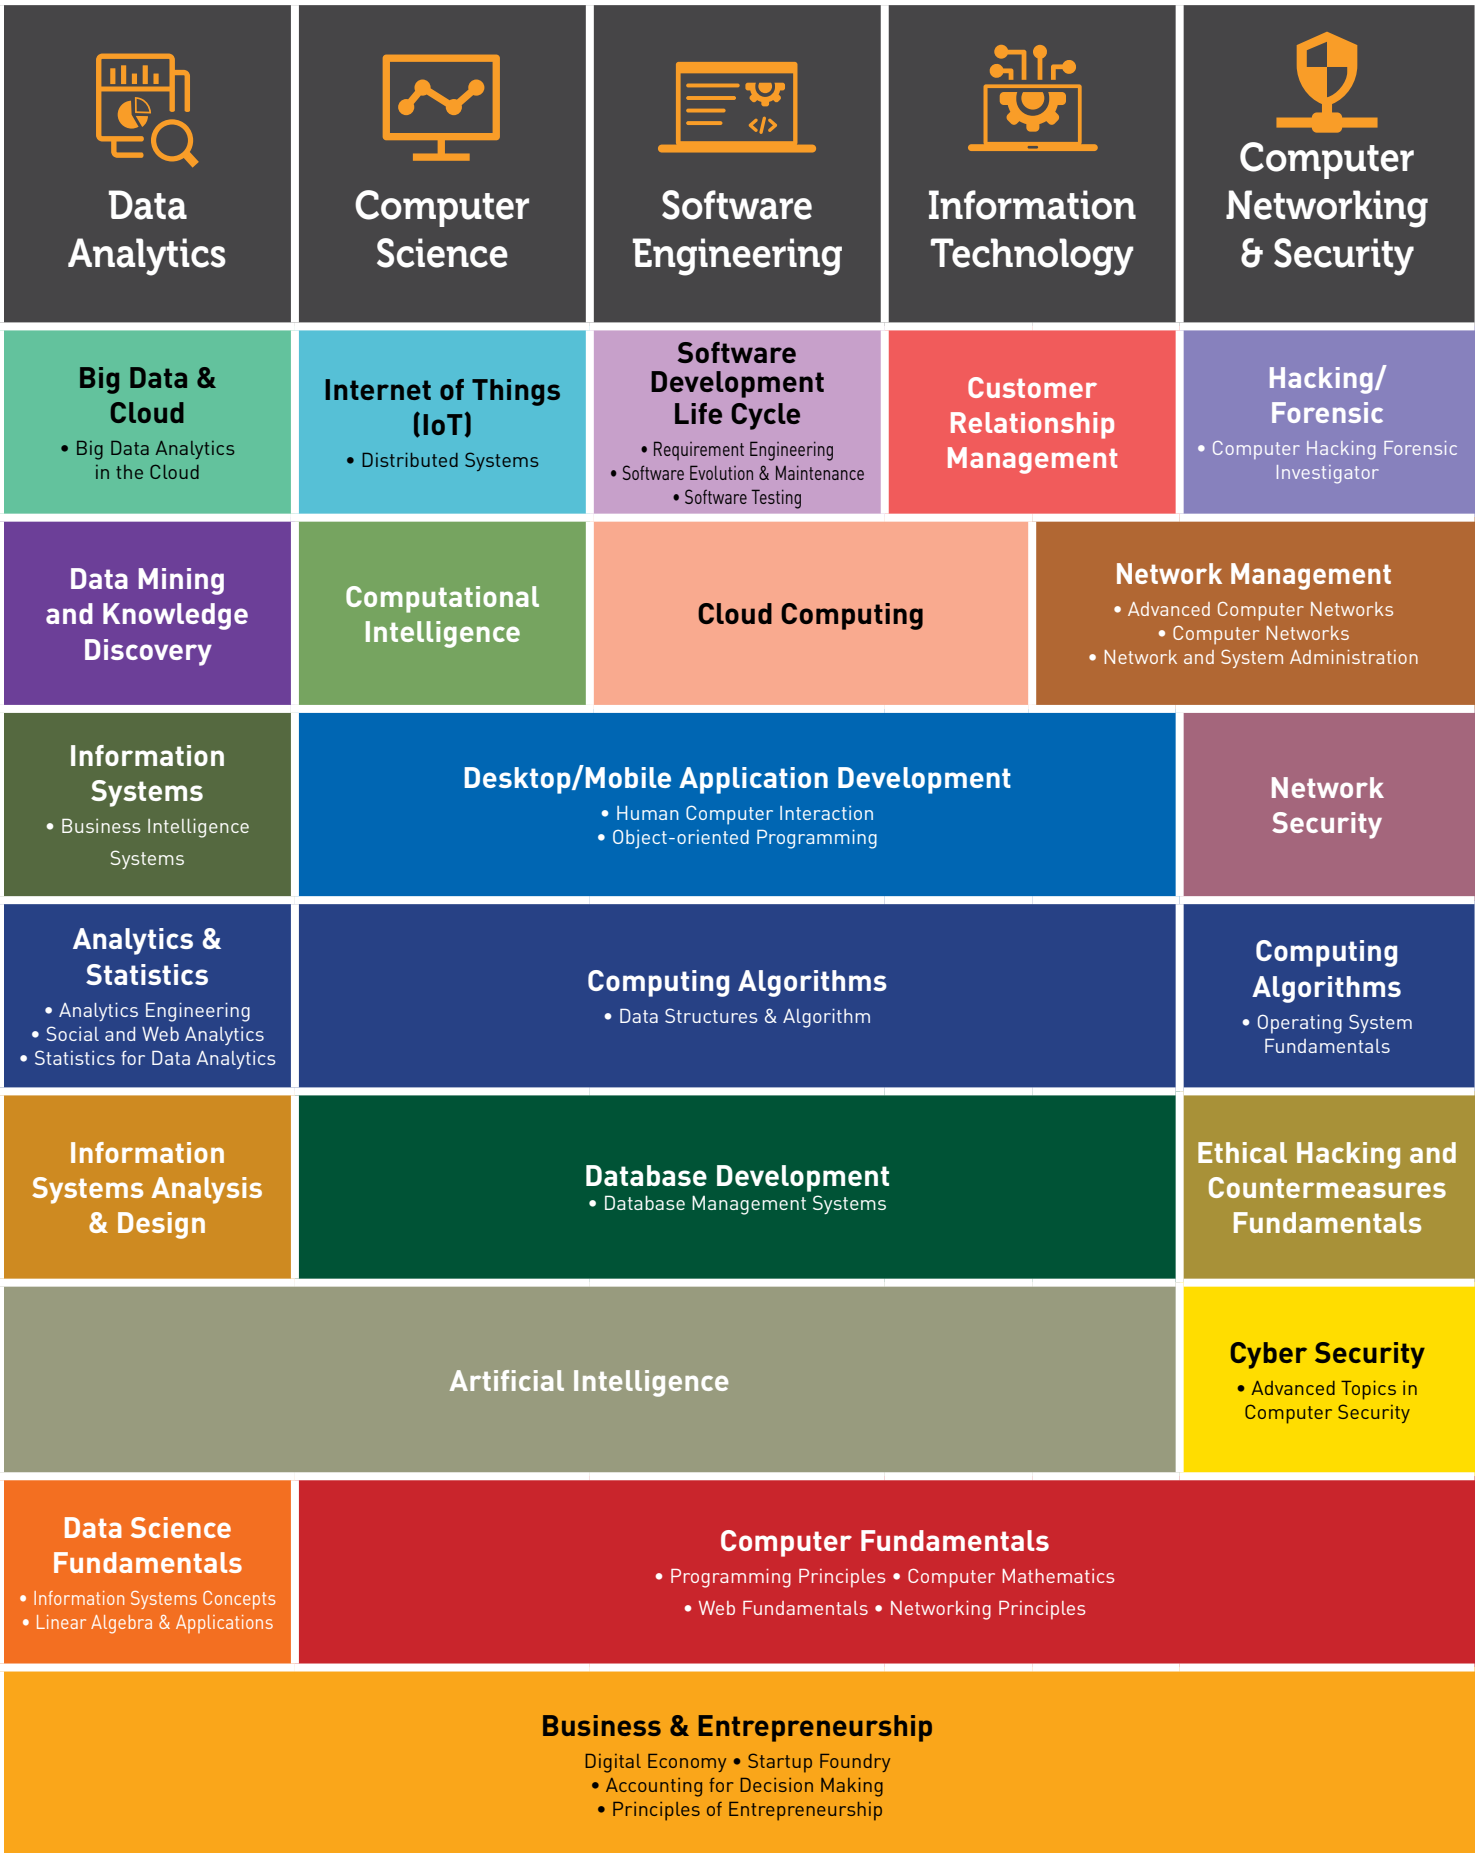 Data
Analytics
Computer
Science
Software
Engineering
Information
Technology
Computer
Networking
& Security
Big Data &
Cloud
• Big Data Analytics
in the Cloud
Internet of Things
(IoT)
• Distributed Systems
Software
Development
Life Cycle
• Requirement Engineering
• Software Evolution & Maintenance
• Software Testing
Customer
Relationship
Management
Hacking/
Forensic
• Computer Hacking Forensic
Investigator
Data Mining
and Knowledge
Discovery
Computational
Intelligence
Cloud Computing
Network Management
• Advanced Computer Networks
• Computer Networks
• Network and System Administration
Information
Systems
• Business Intelligence
Systems
Desktop/Mobile Application Development
• Human Computer Interaction
• Object-oriented Programming
Network
Security
Analytics &
Statistics
• Analytics Engineering
• Social and Web Analytics
• Statistics for Data Analytics
Computing Algorithms
• Data Structures & Algorithm
Computing
Algorithms
• Operating System
Fundamentals
Information
Systems Analysis
& Design
Database Development
• Database Management Systems
Ethical Hacking and
Countermeasures
Fundamentals
Artificial Intelligence
Cyber Security
• Advanced Topics in
Computer Security
Data Science
Fundamentals
• Information Systems Concepts
• Linear Algebra & Applications
Computer Fundamentals
• Programming Principles • Computer Mathematics
• Web Fundamentals • Networking Principles
Business & Entrepreneurship
Digital Economy • Startup Foundry
• Accounting for Decision Making
• Principles of Entrepreneurship